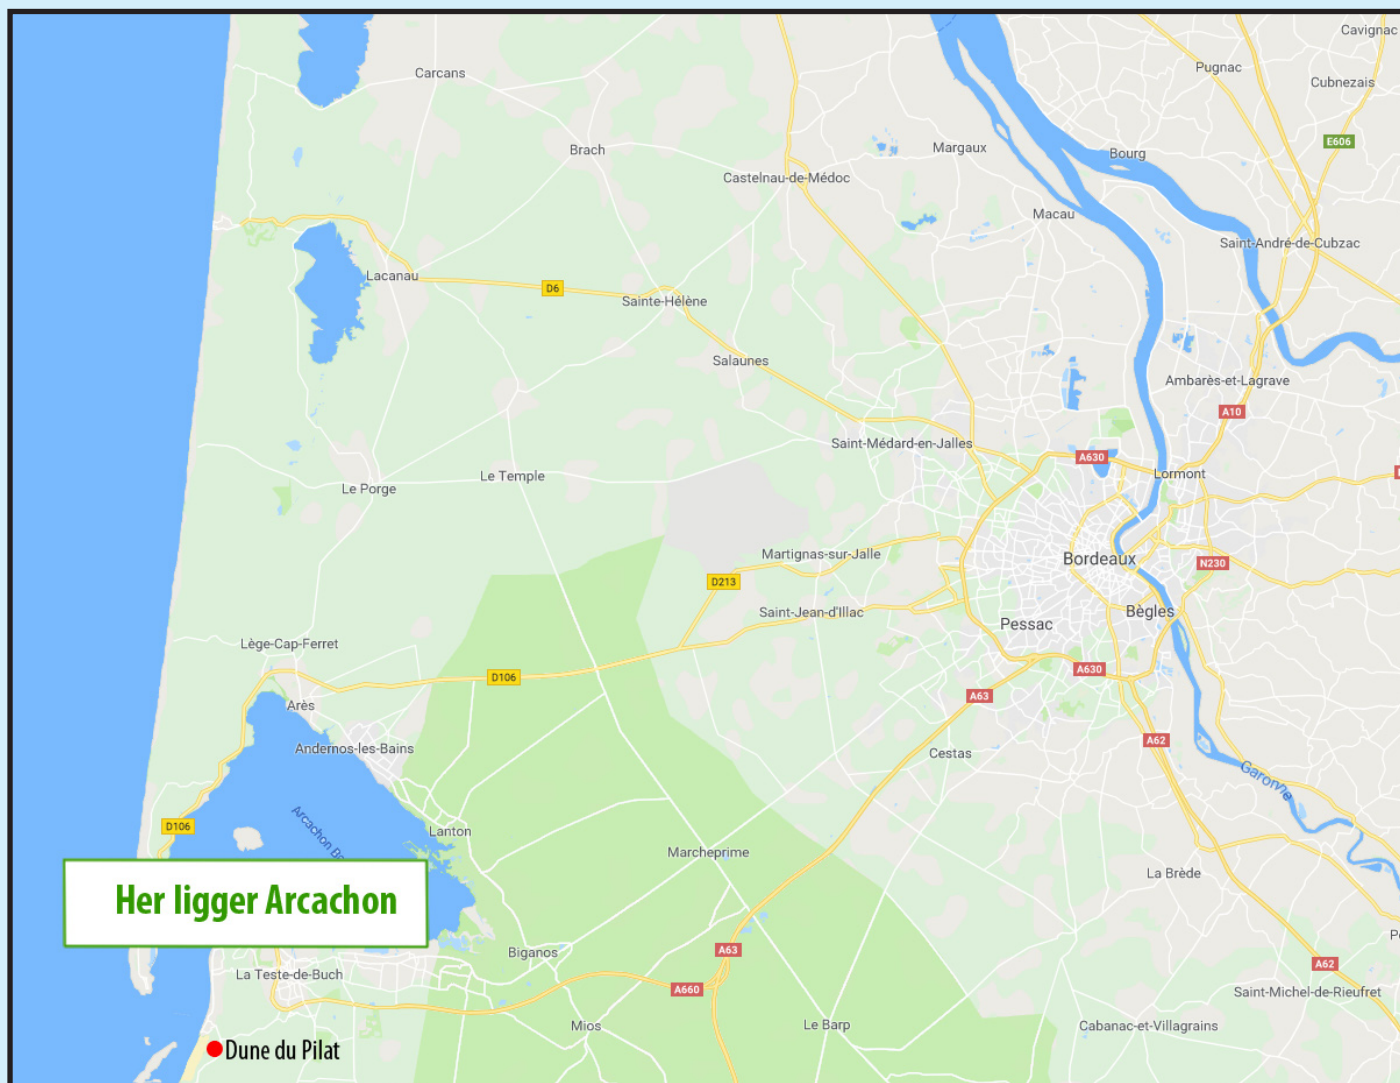 Cavignac
Pugnac
Carcans
Cubnezais
E606
Margaux
Brach
Bourg
Castelnau-de-Médoc
Macau
Saint-André-de-Cubzac
Lacanau
D6
Sainte-Hélène
Salaunes
Ambarès-et-Lagrave
A10
Saint-Médard-en-Jalles
A630
Lormont
Le Temple
Le Porge
Martignas-sur-Jalle
Bordeaux
N230
D213
Saint-Jean-d'Illac
Bègles
Pessac
Lège-Cap-Ferret
D106
A630
A63
Arès
Andernos-les-Bains
A62
Cestas
Garonne
Arcachon
D106
Lanton
Marcheprime
La Brède
Her ligger Arcachon
Biganos
A63
A62
La Teste-de-Buch
A660
Saint-Michel-de-Rieufret
Mios
Le Barp
Cabanac-et-Villagrains
Dune du Pilat